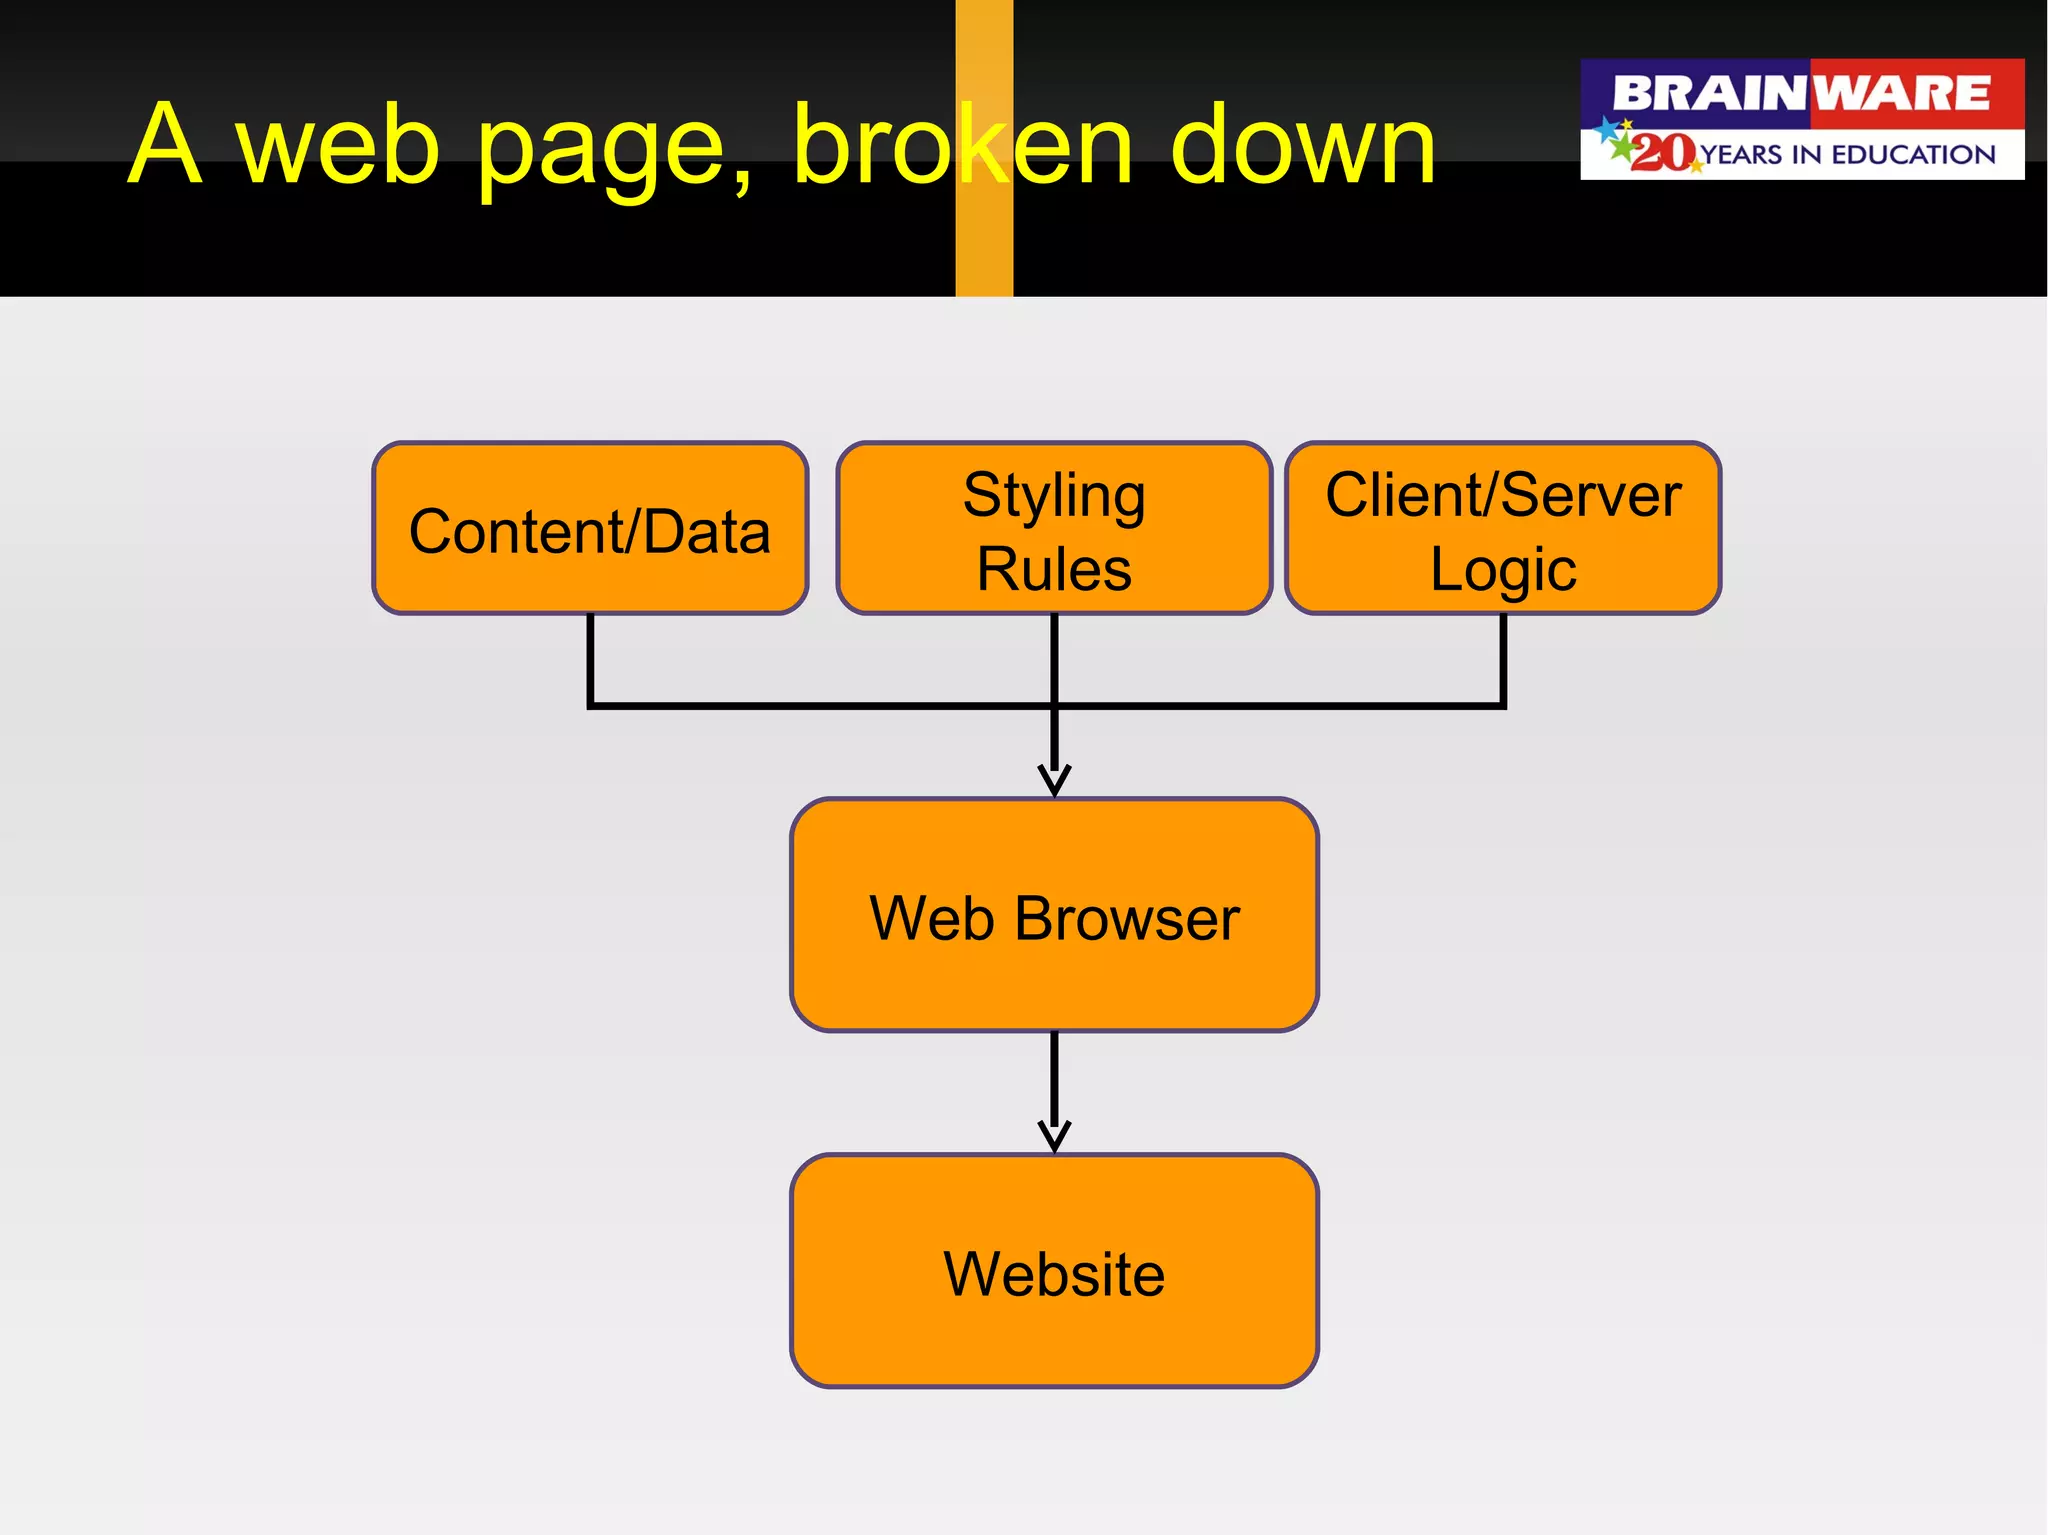 A web page, broken down
BRAINWARE
20 YEARS IN EDUCATION
Content/Data
Styling
Rules
Client/Server
Logic
Web Browser
Website